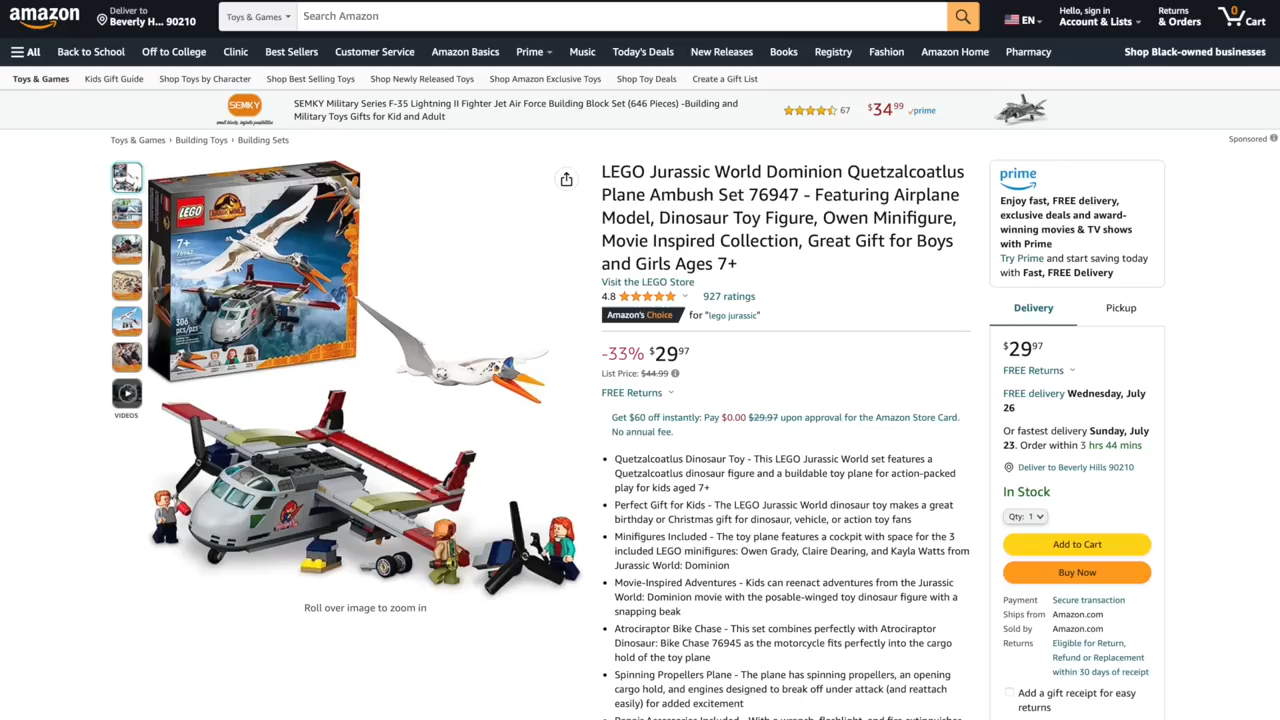 amazon
Deliver to
Beverly H... 90210
Toys & Games
Search Amazon
EN
Hello, sign in
Account & Lists
Returns
& Orders
0
Cart
All
Back to School
Off to College
Clinic
Best Sellers
Customer Service
Amazon Basics
Prime
Music
Today's Deals
New Releases
Books
Registry
Fashion
Amazon Home
Pharmacy
Shop Black-owned businesses
Toys & Games
Kids Gift Guide
Shop Toys by Character
Shop Best Selling Toys
Shop Newly Released Toys
Shop Amazon Exclusive Toys
Shop Toy Deals
Create a Gift List
SEMKY
small blocks, infinite possibilities
SEMKY Military Series F-35 Lightning II Fighter Jet Air Force Building Block Set (646 Pieces) -Building and
Military Toys Gifts for Kid and Adult
67
$34 99
prime
Toys & Games › Building Toys › Building Sets
Sponsored
LEGO
JURASSIC WORLD
7+
76947
306
pcs/pzs
VIDEOS
Roll over image to zoom in
LEGO Jurassic World Dominion Quetzalcoatlus
Plane Ambush Set 76947 - Featuring Airplane
Model, Dinosaur Toy Figure, Owen Minifigure,
Movie Inspired Collection, Great Gift for Boys
and Girls Ages 7+
Visit the LEGO Store
4.8
927 ratings
Amazon's Choice
for "lego jurassic"
-33% $29 97
List Price: $44.99
FREE Returns
Get $60 off instantly: Pay $0.00 $29.97 upon approval for the Amazon Store Card.
No annual fee.
• Quetzalcoatlus Dinosaur Toy - This LEGO Jurassic World set features a
Quetzalcoatlus dinosaur figure and a buildable toy plane for action-packed
play for kids aged 7+
• Perfect Gift for Kids - The LEGO Jurassic World dinosaur toy makes a great
birthday or Christmas gift for dinosaur, vehicle, or action toy fans
• Minifigures Included - The toy plane features a cockpit with space for the 3
included LEGO minifigures: Owen Grady, Claire Dearing, and Kayla Watts from
Jurassic World: Dominion
• Movie-Inspired Adventures - Kids can reenact adventures from the Jurassic
World: Dominion movie with the posable-winged toy dinosaur figure with a
snapping beak
• Atrociraptor Bike Chase - This set combines perfectly with Atrociraptor
Dinosaur: Bike Chase 76945 as the motorcycle fits perfectly into the cargo
hold of the toy plane
• Spinning Propellers Plane - The plane has spinning propellers, an opening
cargo hold, and engines designed to break off under attack (and reattach
easily) for added excitement
prime
Enjoy fast, FREE delivery,
exclusive deals and award-
winning movies & TV shows
with Prime
Try Prime and start saving today
with Fast, FREE Delivery
Delivery
Pickup
$29 97
FREE Returns
FREE delivery Wednesday, July
26
Or fastest delivery Sunday, July
23. Order within 3 hrs 44 mins
Deliver to Beverly Hills 90210
In Stock
Qty: 1
Add to Cart
Buy Now
Payment Secure transaction
Ships from Amazon.com
Sold by Amazon.com
Returns Eligible for Return,
Refund or Replacement
within 30 days of receipt
Add a gift receipt for easy
returns